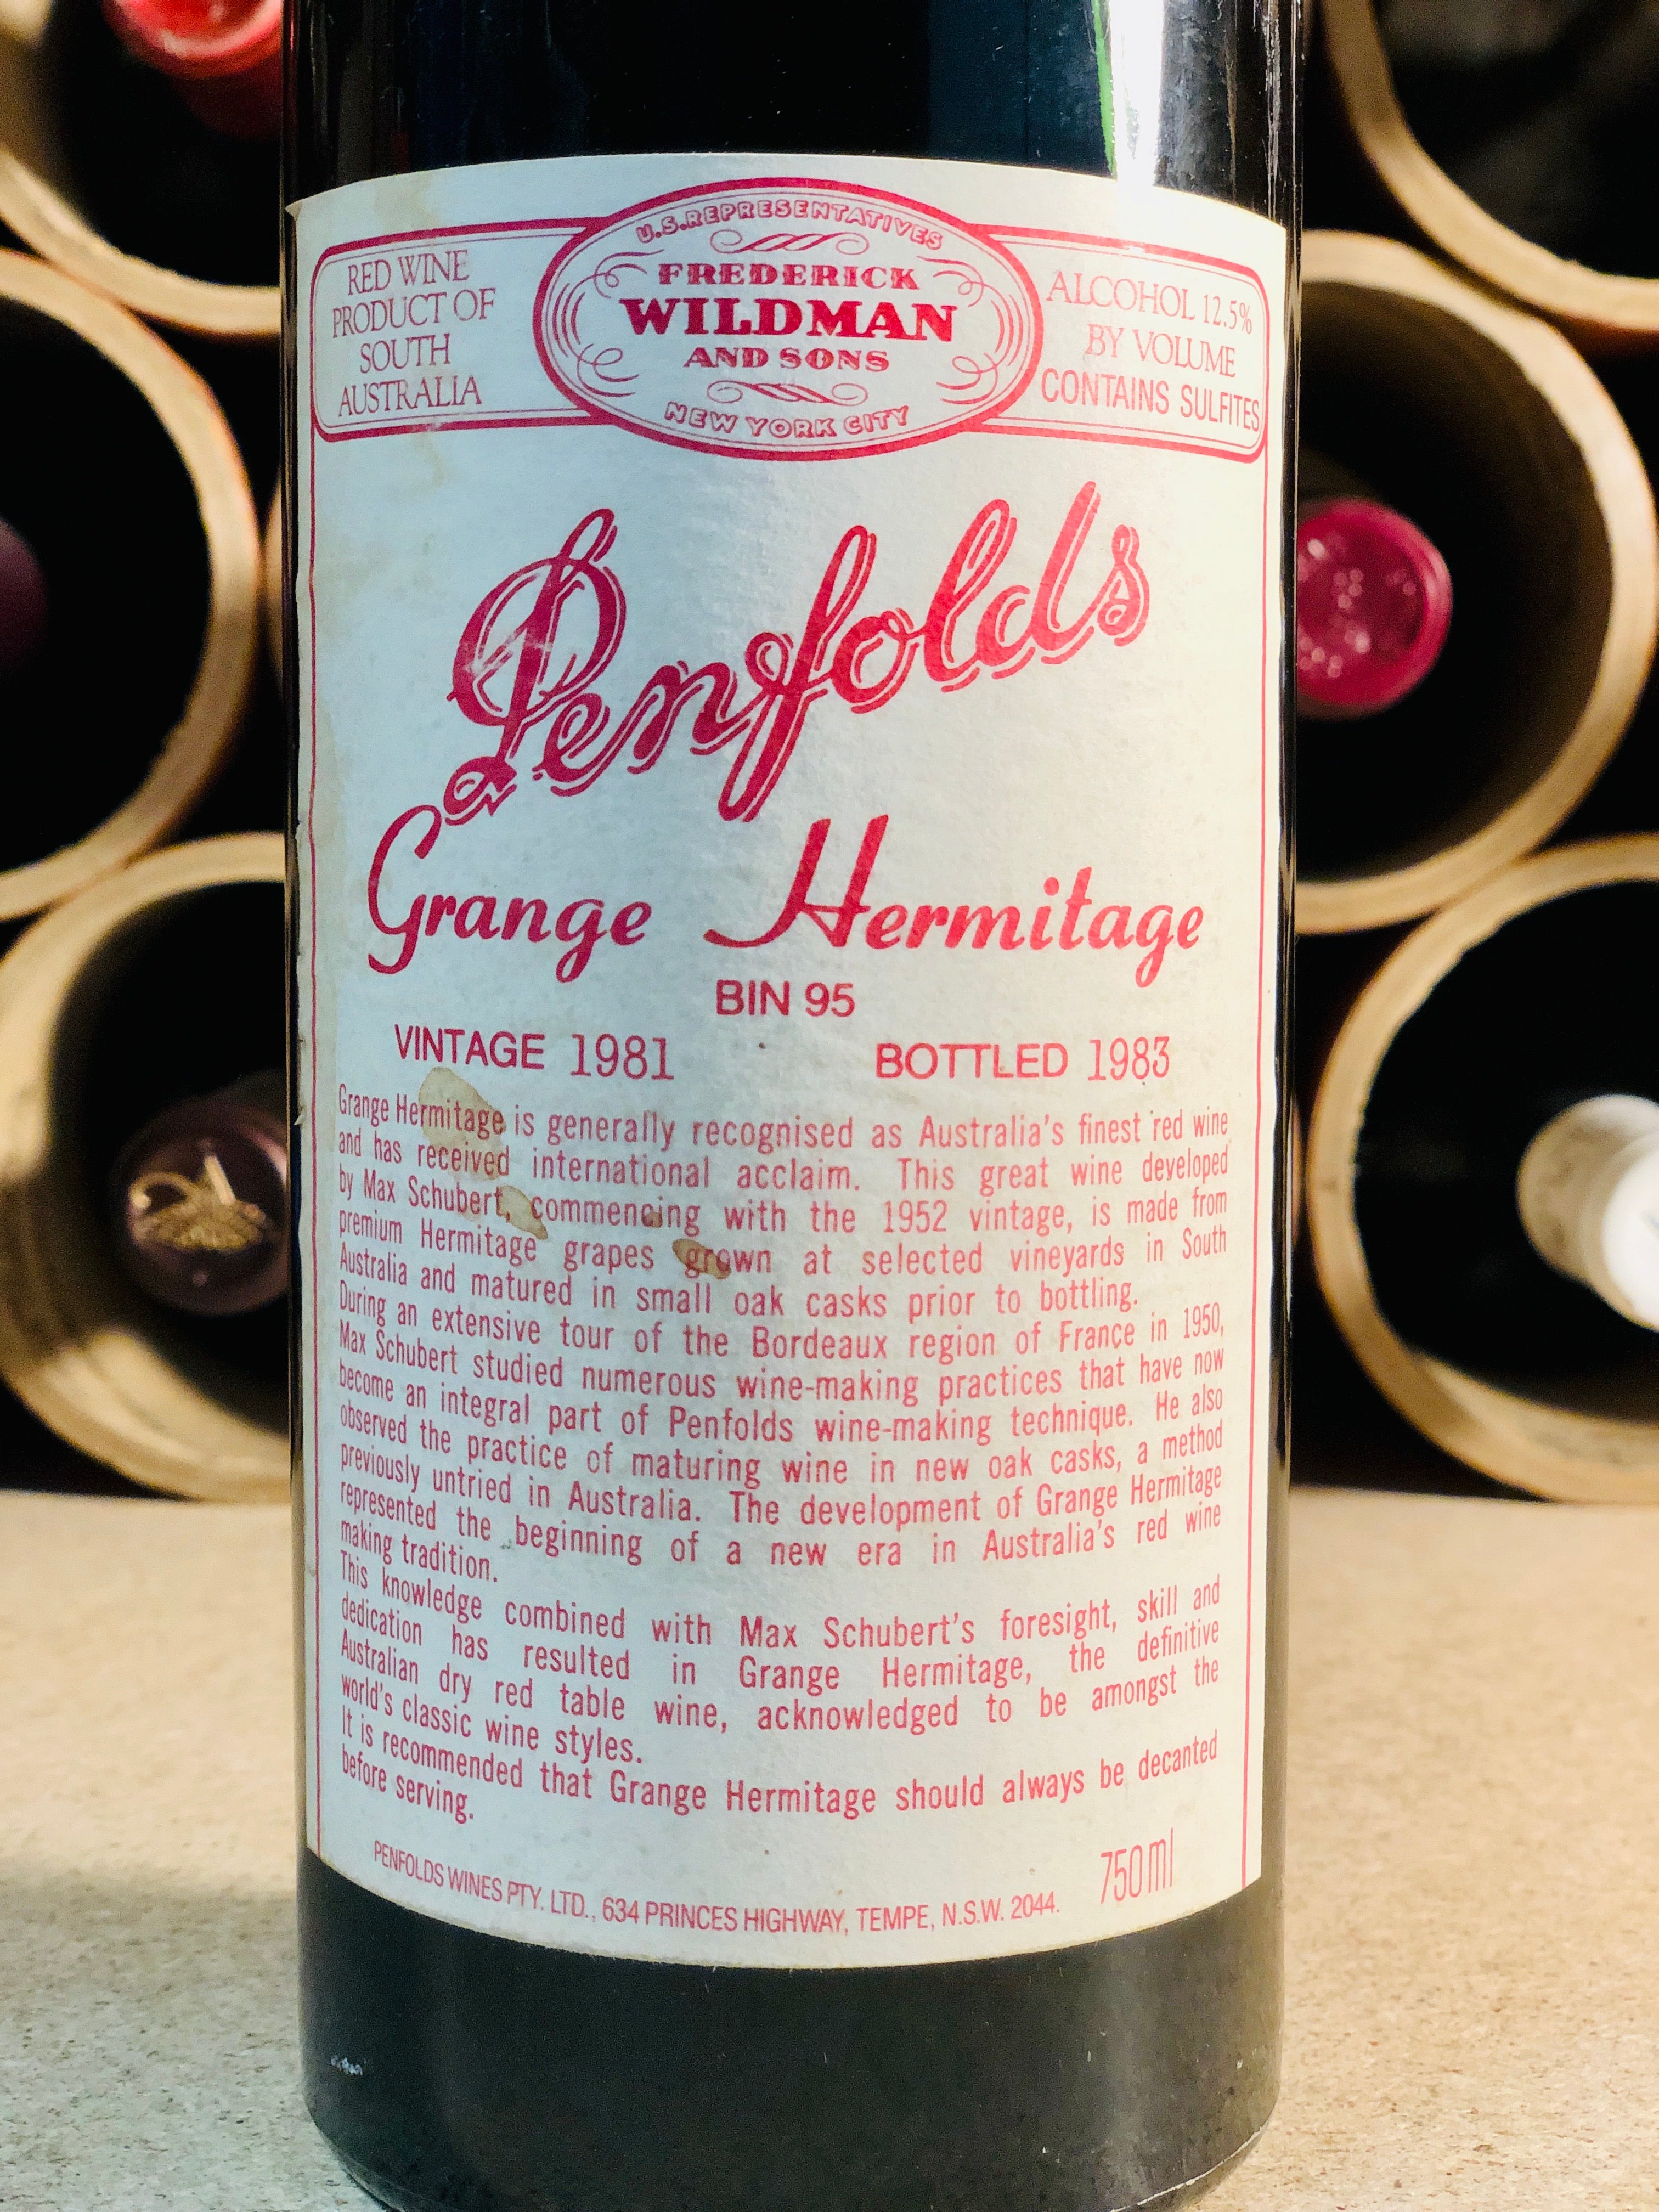 RED WINE
PRODUCT OF
SOUTH
AUSTRALIA
U.S. REPRESENTATIVES
FREDERICK
WILDMAN
AND SONS
NEW YORK CITY
ALCOHOL 12.5%
BY VOLUME
CONTAINS SULFITES
Penfolds
Grange Hermitage
BIN 95
VINTAGE 1981 BOTTLED 1983
Grange Hermitage is generally recognised as Australia's finest red wine
and has received international acclaim. This great wine developed
by Max Schubert, commencing with the 1952 vintage, is made from
premium Hermitage grapes grown at selected vineyards in South
Australia and matured in small oak casks prior to bottling.
During an extensive tour of the Bordeaux region of France in 1950,
Max Schubert studied numerous wine-making practices that have now
become an integral part of Penfolds wine-making technique. He also
observed the practice of maturing wine in new oak casks, a method
previously untried in Australia. The development of Grange Hermitage
represented the beginning of a new era in Australia's red wine
making tradition.
This knowledge combined with Max Schubert's foresight, skill and
dedication has resulted in Grange Hermitage, the definitive
Australian dry red table wine, acknowledged to be amongst the
world's classic wine styles.
It is recommended that Grange Hermitage should always be decanted
before serving.
PENFOLDS WINES PTY. LTD., 634 PRINCES HIGHWAY, TEMPE, N.S.W. 2044. 750ml